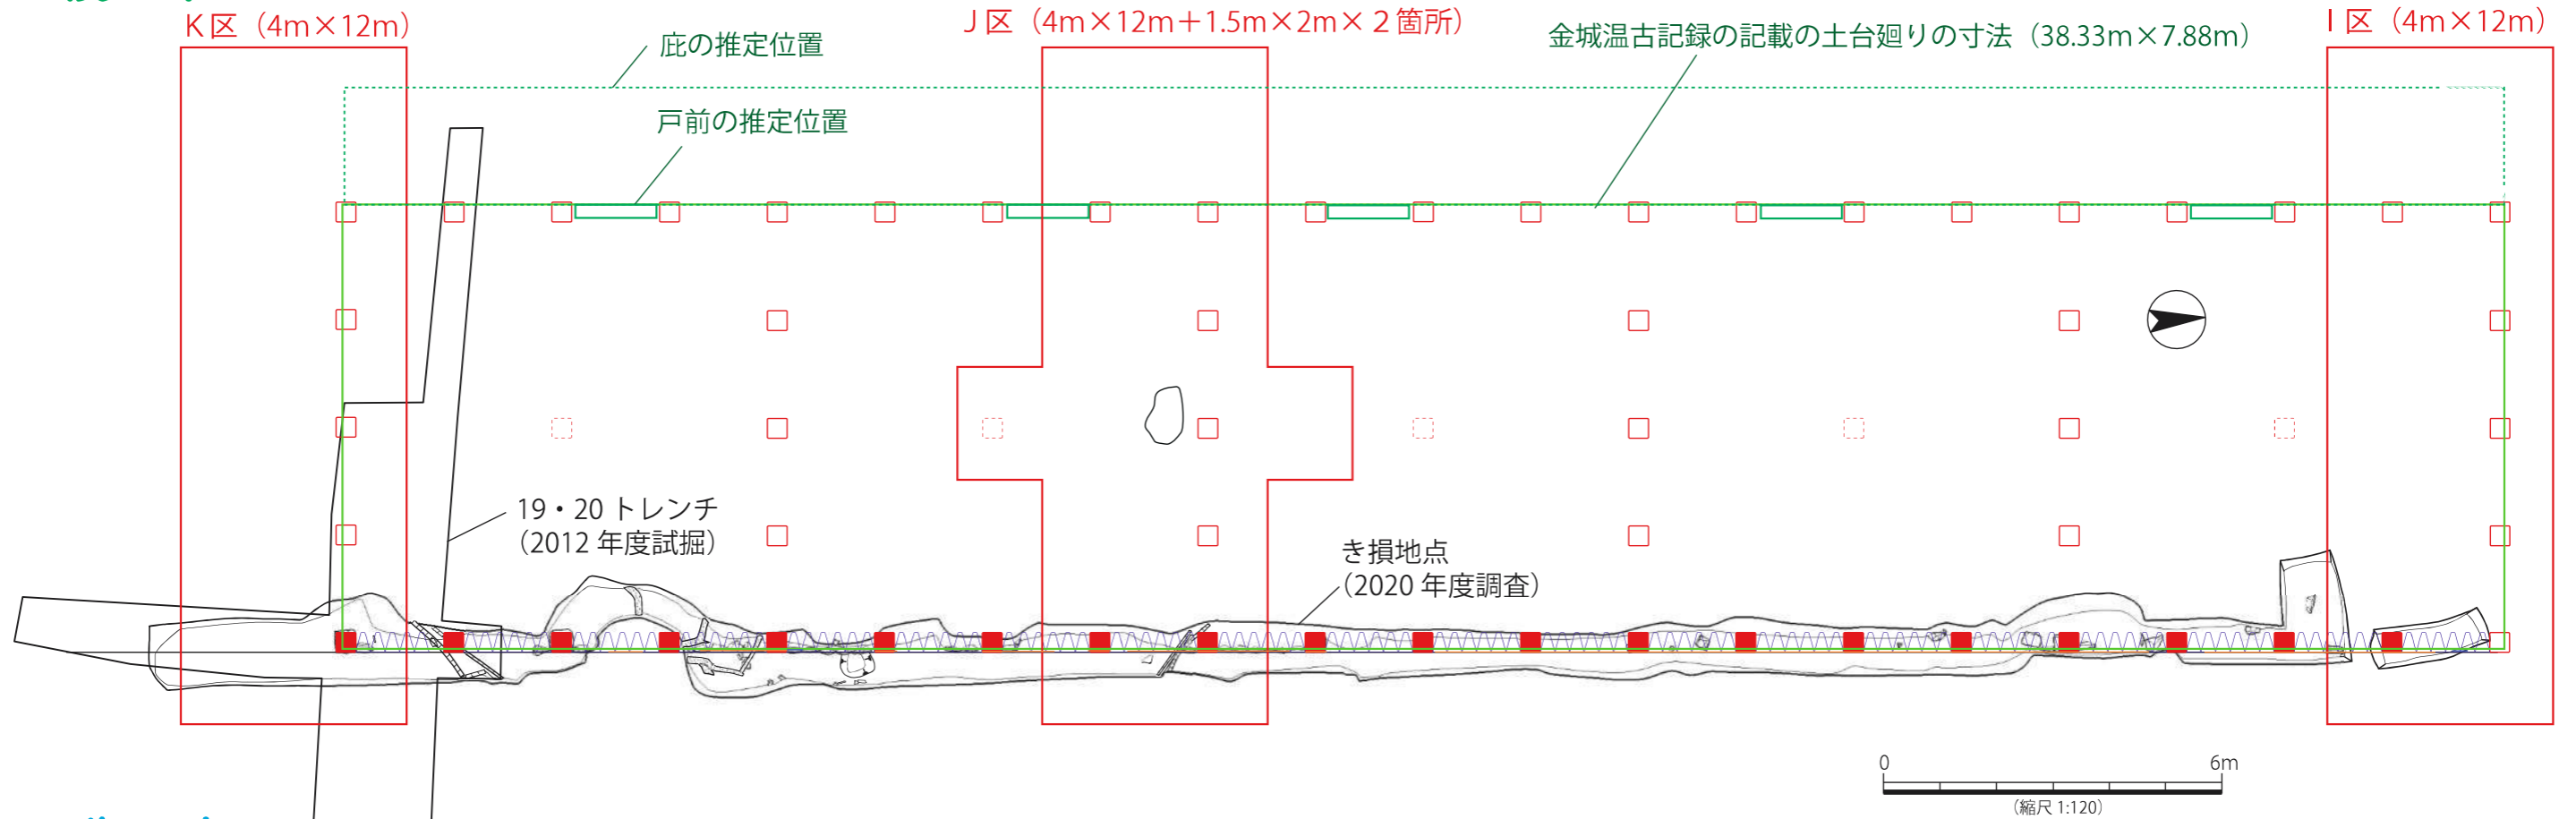 K区（4m×12m）
J区（4m×12m＋1.5m×2m×２箇所）
I区（4m×12m）
庇の推定位置
金城温古記録の記載の土台廻りの寸法（38.33m×7.88m）
戸前の推定位置
19・20 トレンチ
（2012 年度試掘）
き損地点
（2020 年度調査）
0 6m
（縮尺 1:120）